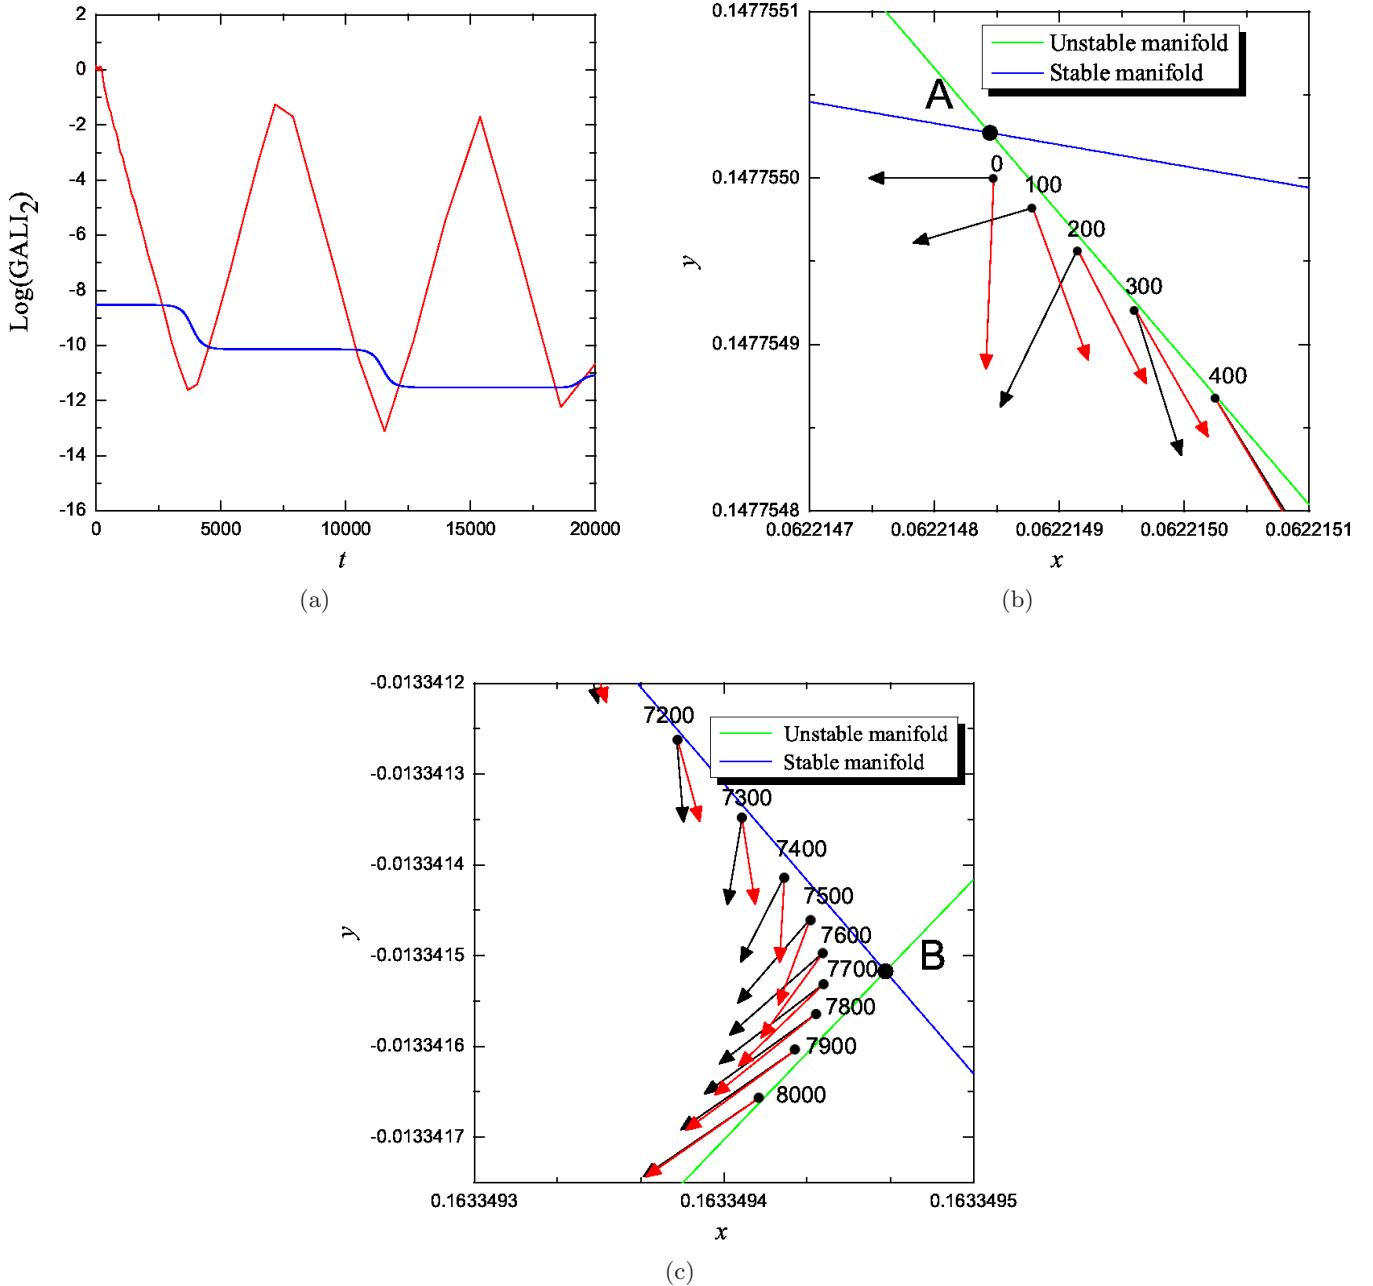 2
0
-2
-4
-6
-8
-10
-12
-14
-16
Log(GALI2)
0 5000 10000 15000 20000
t
(a)
0.1477551
0.1477550
0.1477549
0.1477548
y
Unstable manifold
Stable manifold
A
0
100
200
300
400
0.0622147 0.0622148 0.0622149 0.0622150 0.0622151
x
(b)
-0.0133412
-0.0133413
-0.0133414
-0.0133415
-0.0133416
-0.0133417
y
Unstable manifold
Stable manifold
7200
7300
7400
7500
7600
7700
7800
7900
8000
B
0.1633493 0.1633494 0.1633495
x
(c)